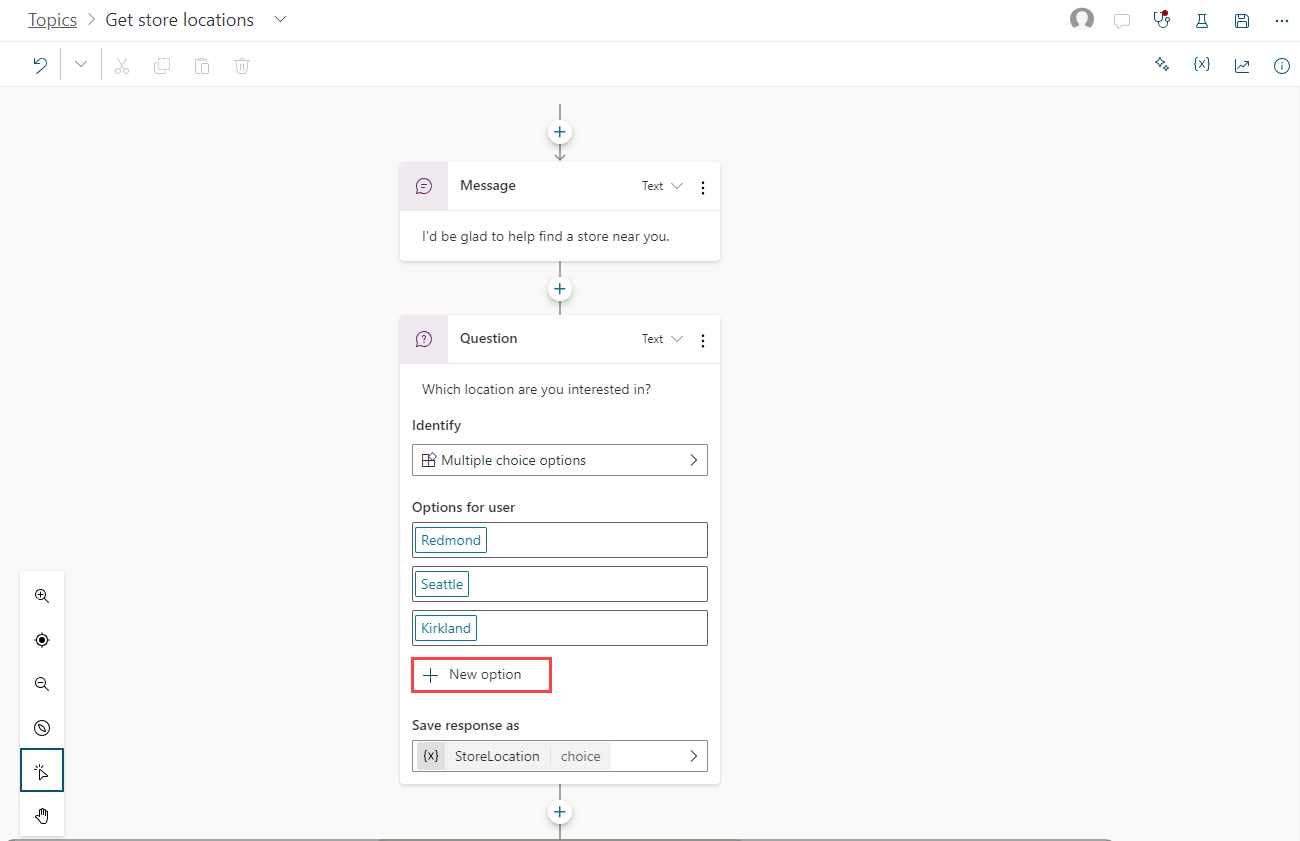 Topics > Get store locations
{x}
Message Text
I'd be glad to help find a store near you.
Question Text
Which location are you interested in?
Identify
Multiple choice options
Options for user
Redmond
Seattle
Kirkland
New option
Save response as
{x} StoreLocation choice